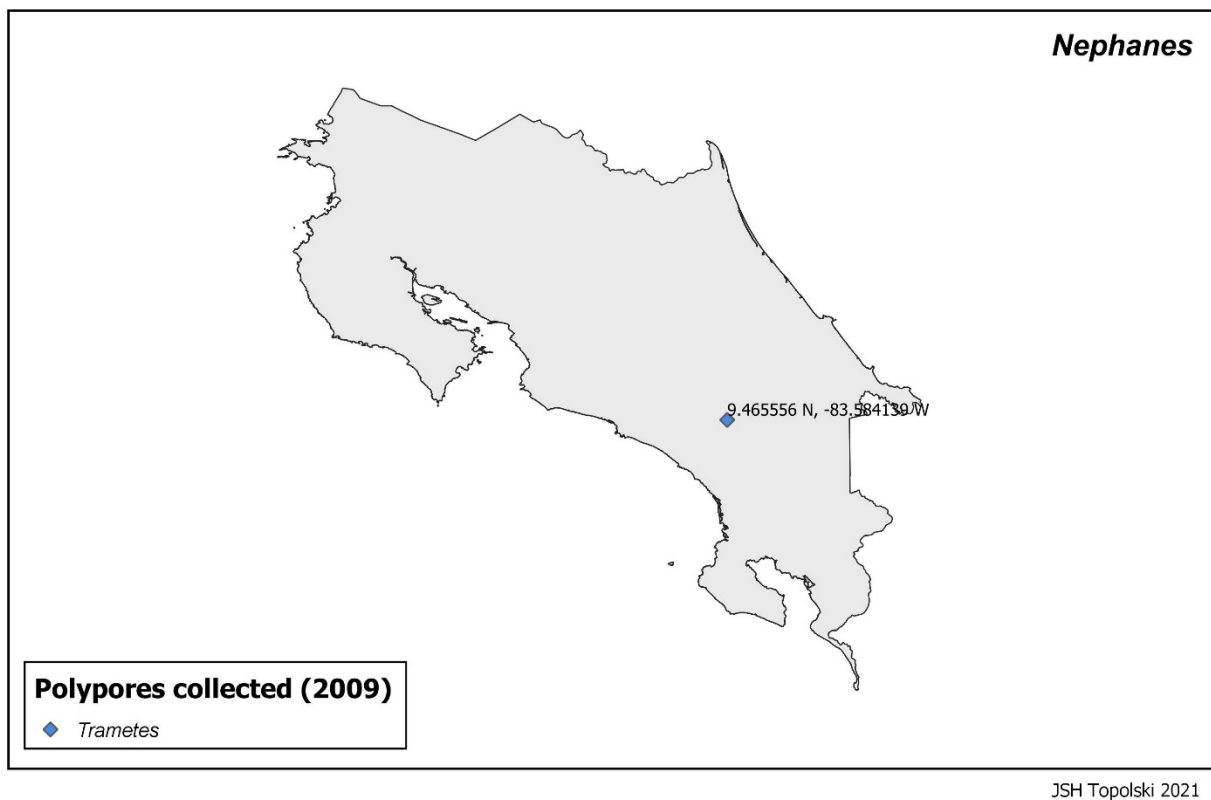 Nephanes
9.465556 N, -83.584139 W
Polypores collected (2009)
Trametes
JSH Topolski 2021